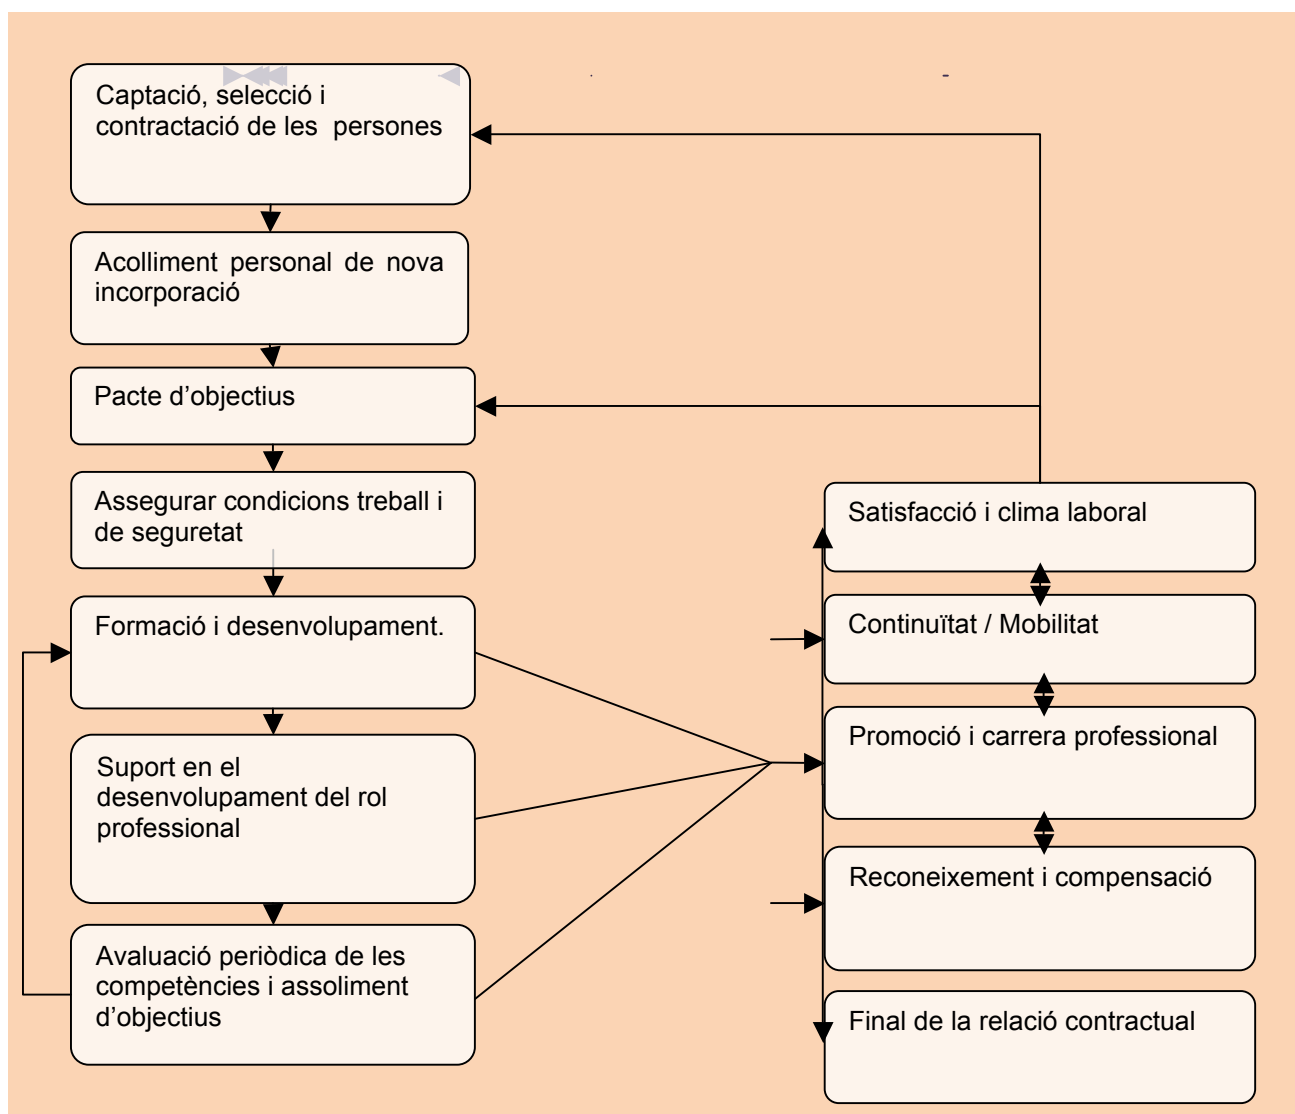 Captació, selecció i
contractació de les persones
Acolliment personal de nova
incorporació
Pacte d’objectius
Assegurar condicions treball i
de seguretat
Formació i desenvolupament.
Suport en el
desenvolupament del rol
professional
Avaluació periòdica de les
competències i assoliment
d’objectius
Satisfacció i clima laboral
Continuïtat / Mobilitat
Promoció i carrera professional
Reconeixement i compensació
Final de la relació contractual